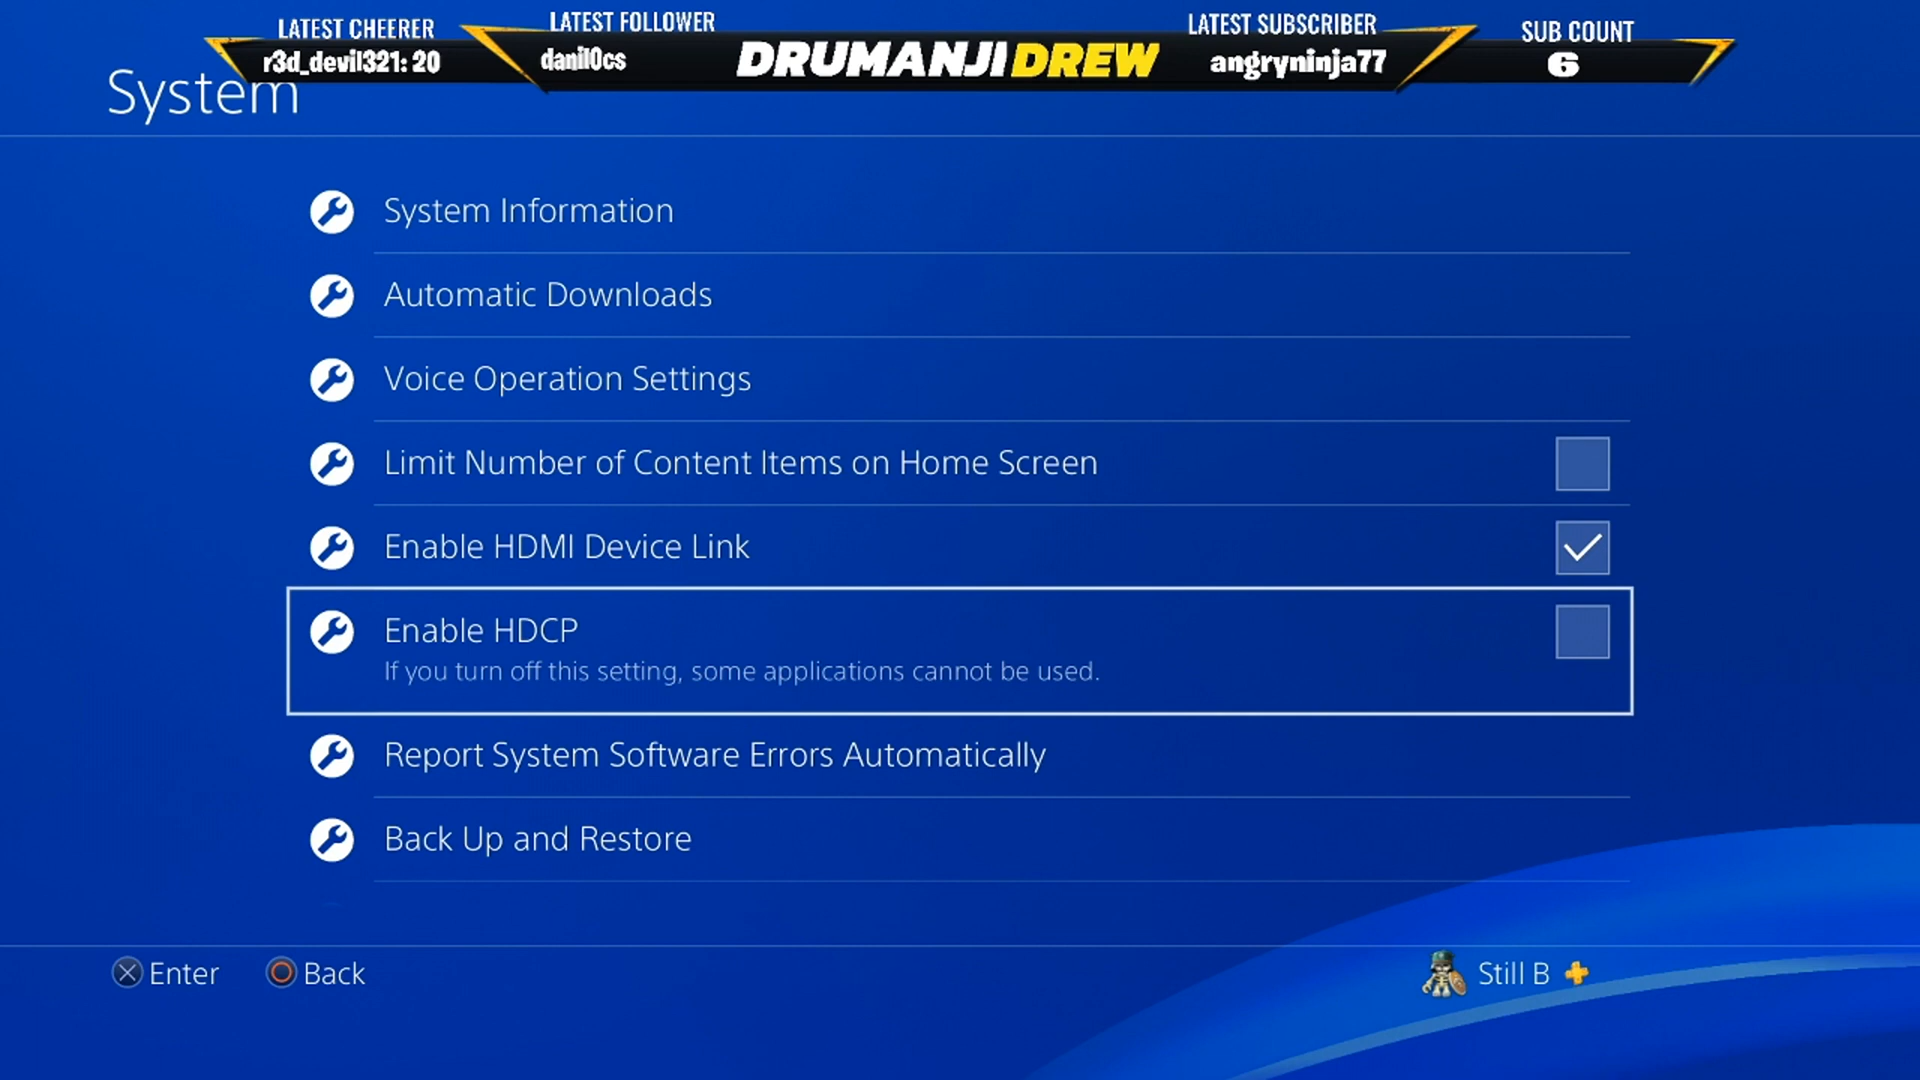 LATEST CHEERER
r3d_devil321: 20
LATEST FOLLOWER
danil0cs
DRUMANJIDREW
LATEST SUBSCRIBER
angryninja77
SUB COUNT
6
System
System Information
Automatic Downloads
Voice Operation Settings
Limit Number of Content Items on Home Screen
Enable HDMI Device Link
Enable HDCP
If you turn off this setting, some applications cannot be used.
Report System Software Errors Automatically
Back Up and Restore
Enter
Back
Still B